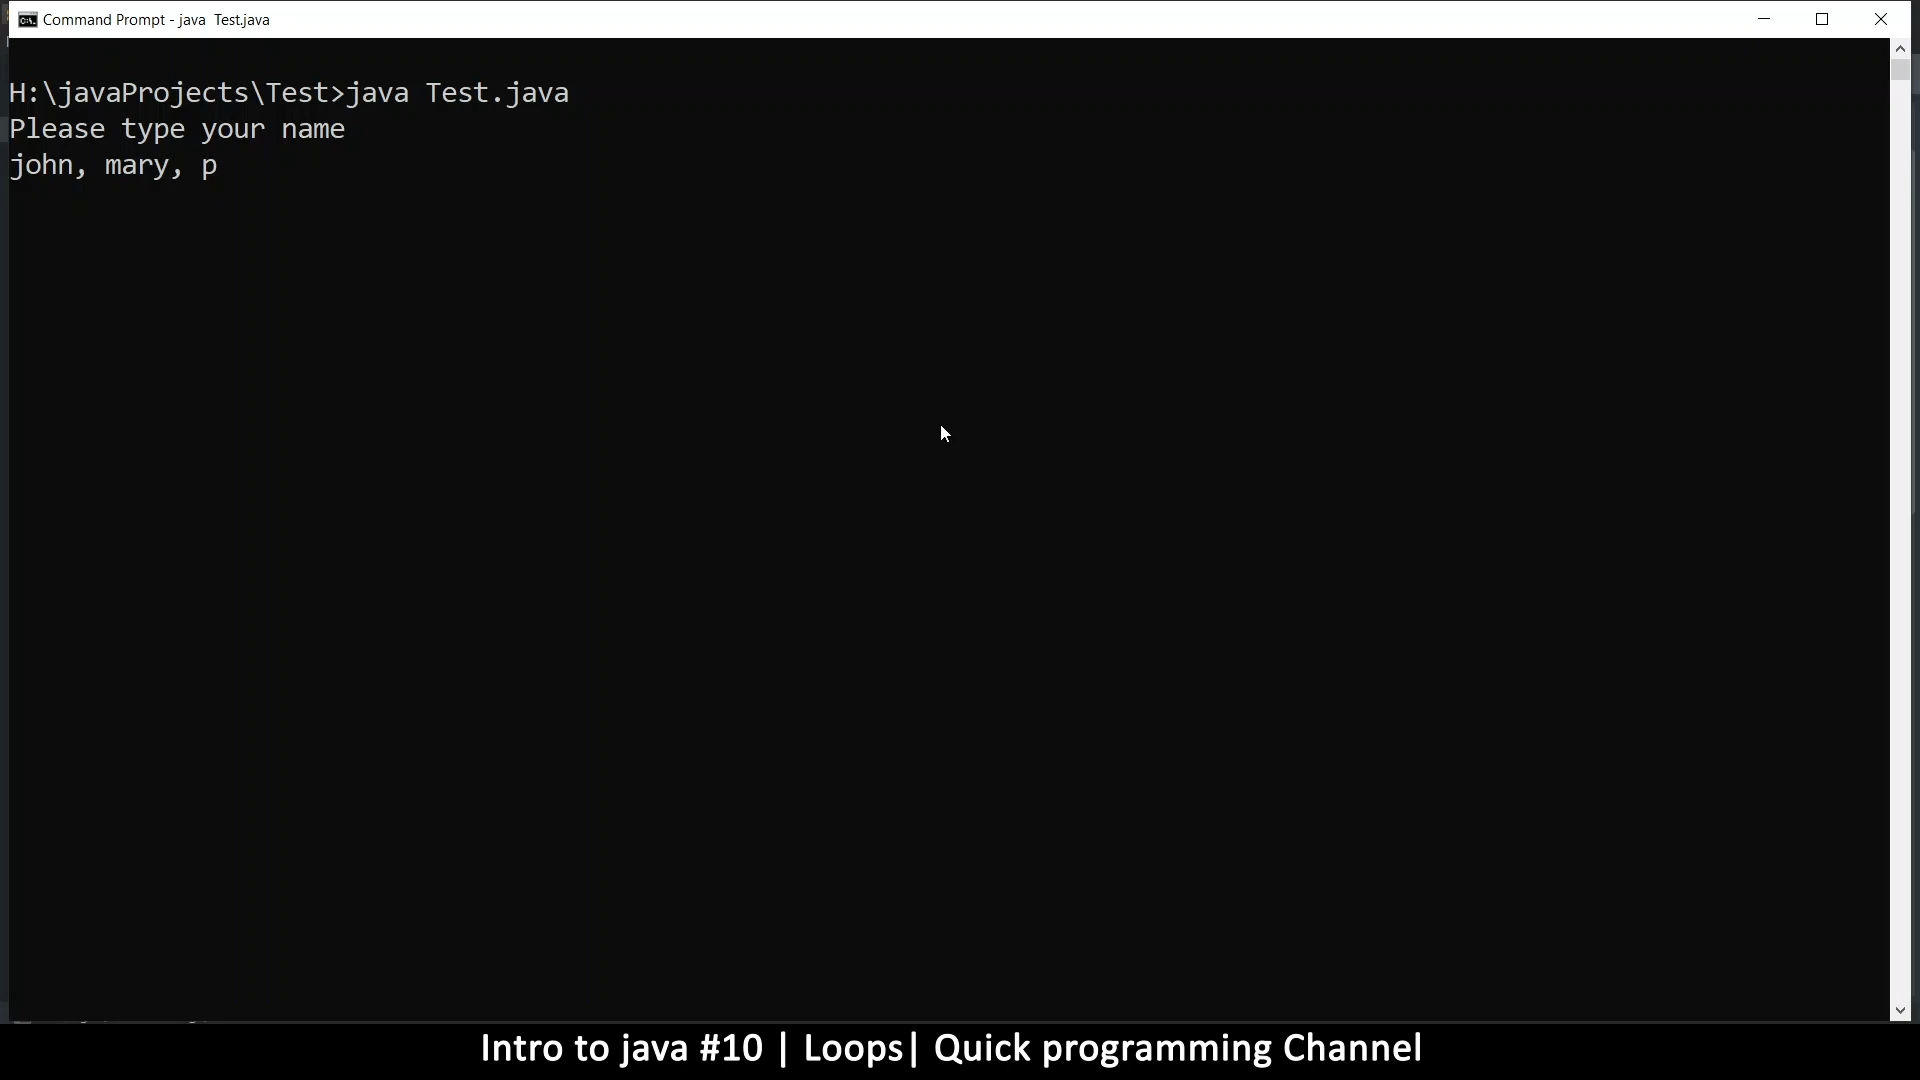 Command Prompt - java  Test.java
H:\javaProjects\Test>java Test.java
Please type your name
john, mary, p
Intro to java #10 | Loops| Quick programming Channel